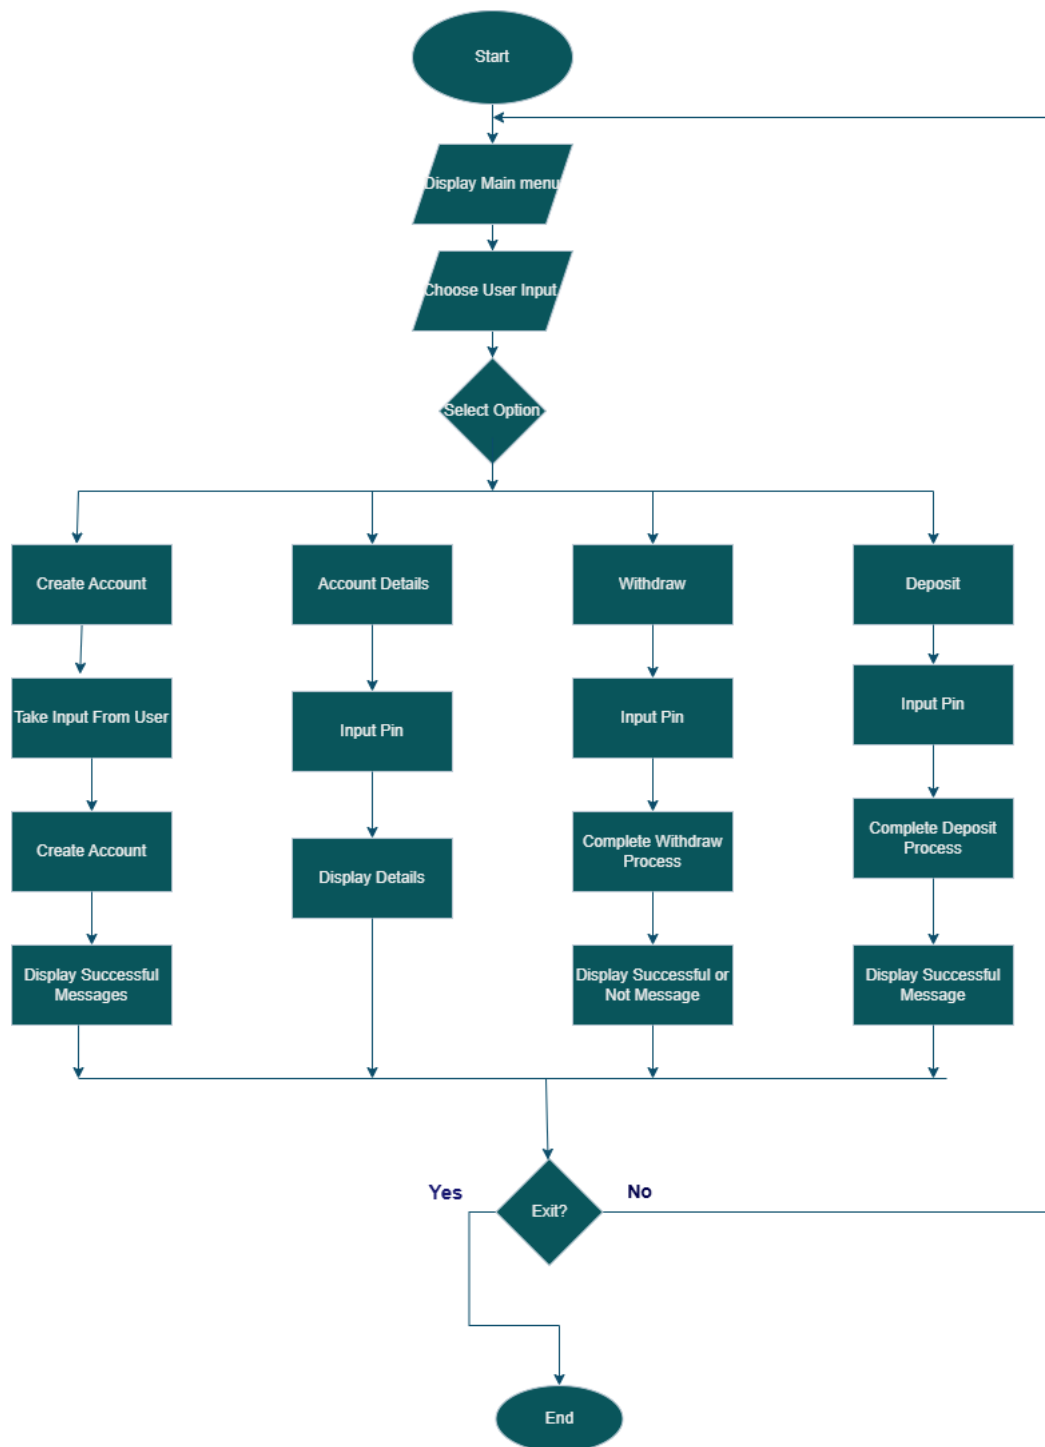 Start
Display Main menu
Choose User Input
Select Option
Create Account
Account Details
Withdraw
Deposit
Take Input From User
Input Pin
Input Pin
Input Pin
Create Account
Display Details
Complete Withdraw
Process
Complete Deposit
Process
Display Successful
Messages
Display Successful or
Not Message
Display Successful
Message
Yes
Exit?
No
End